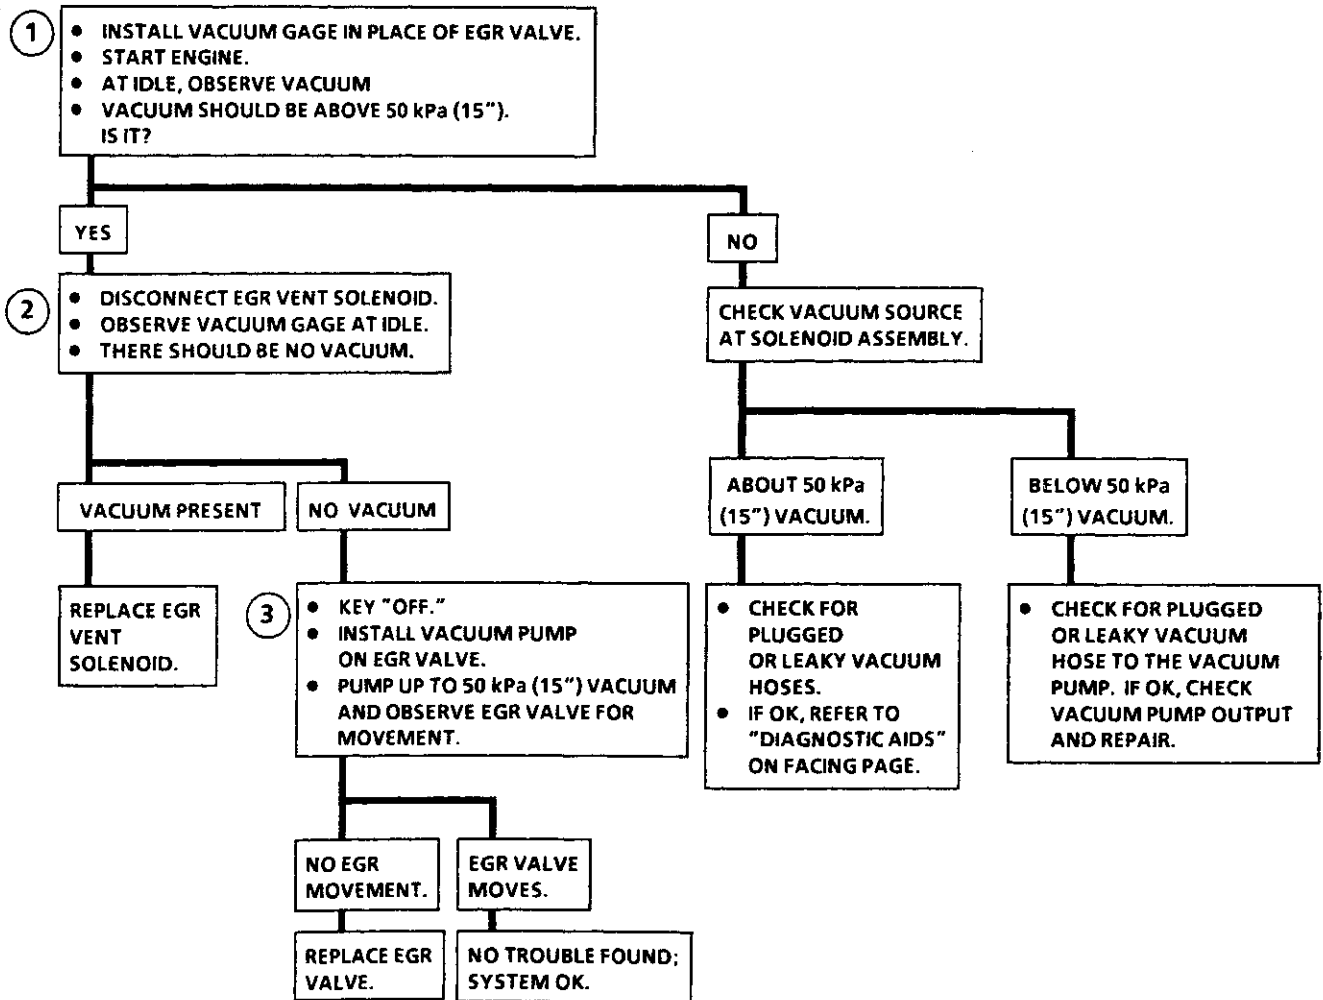 1
• INSTALL VACUUM GAGE IN PLACE OF EGR VALVE.
• START ENGINE.
• AT IDLE, OBSERVE VACUUM
• VACUUM SHOULD BE ABOVE 50 kPa (15″).
IS IT?
YES
NO
2
• DISCONNECT EGR VENT SOLENOID.
• OBSERVE VACUUM GAGE AT IDLE.
• THERE SHOULD BE NO VACUUM.
CHECK VACUUM SOURCE
AT SOLENOID ASSEMBLY.
VACUUM PRESENT
NO VACUUM
ABOUT 50 kPa
(15″) VACUUM.
BELOW 50 kPa
(15″) VACUUM.
REPLACE EGR
VENT
SOLENOID.
3
• KEY "OFF."
• INSTALL VACUUM PUMP
ON EGR VALVE.
• PUMP UP TO 50 kPa (15″) VACUUM
AND OBSERVE EGR VALVE FOR
MOVEMENT.
• CHECK FOR
PLUGGED
OR LEAKY VACUUM
HOSES.
• IF OK, REFER TO
"DIAGNOSTIC AIDS"
ON FACING PAGE.
• CHECK FOR PLUGGED
OR LEAKY VACUUM
HOSE TO THE VACUUM
PUMP. IF OK, CHECK
VACUUM PUMP OUTPUT
AND REPAIR.
NO EGR
MOVEMENT.
EGR VALVE
MOVES.
REPLACE EGR
VALVE.
NO TROUBLE FOUND;
SYSTEM OK.